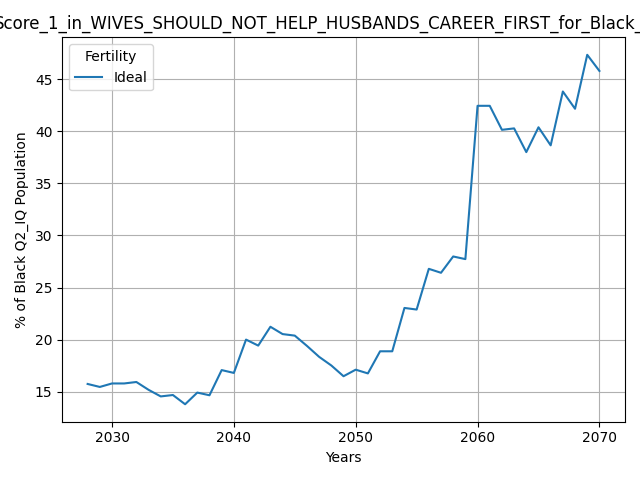 Score_1_in_WIVES_SHOULD_NOT_HELP_HUSBANDS_CAREER_FIRST_for_Black_
Fertility
Ideal
% of Black Q2_IQ Population
45
40
35
30
25
20
15
2030
2040
2050
2060
2070
Years